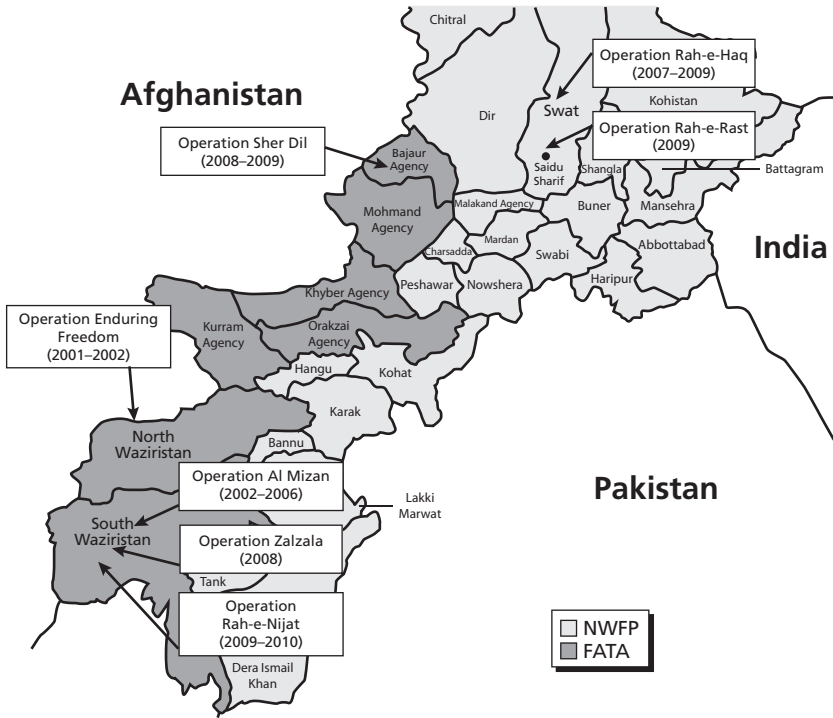 Chitral
Operation Rah-e-Haq
(2007–2009)
Afghanistan
Kohistan
Swat
Dir
Operation Rah-e-Rast
(2009)
Operation Sher Dil
(2008–2009)
Bajaur
Agency
Saidu
Sharif
Shangla
Battagram
Malakand Agency
Buner
Mansehra
Mohmand
Agency
Mardan
Charsadda
Swabi
Abbottabad
India
Haripur
Peshawar
Nowshera
Khyber Agency
Operation Enduring
Freedom
(2001–2002)
Kurram
Agency
Orakzai
Agency
Hangu
Kohat
Karak
North
Waziristan
Bannu
Operation Al Mizan
(2002–2006)
Pakistan
Lakki
Marwat
South
Waziristan
Operation Zalzala
(2008)
Tank
Operation
Rah-e-Nijat
(2009–2010)
NWFP
FATA
Dera Ismail
Khan